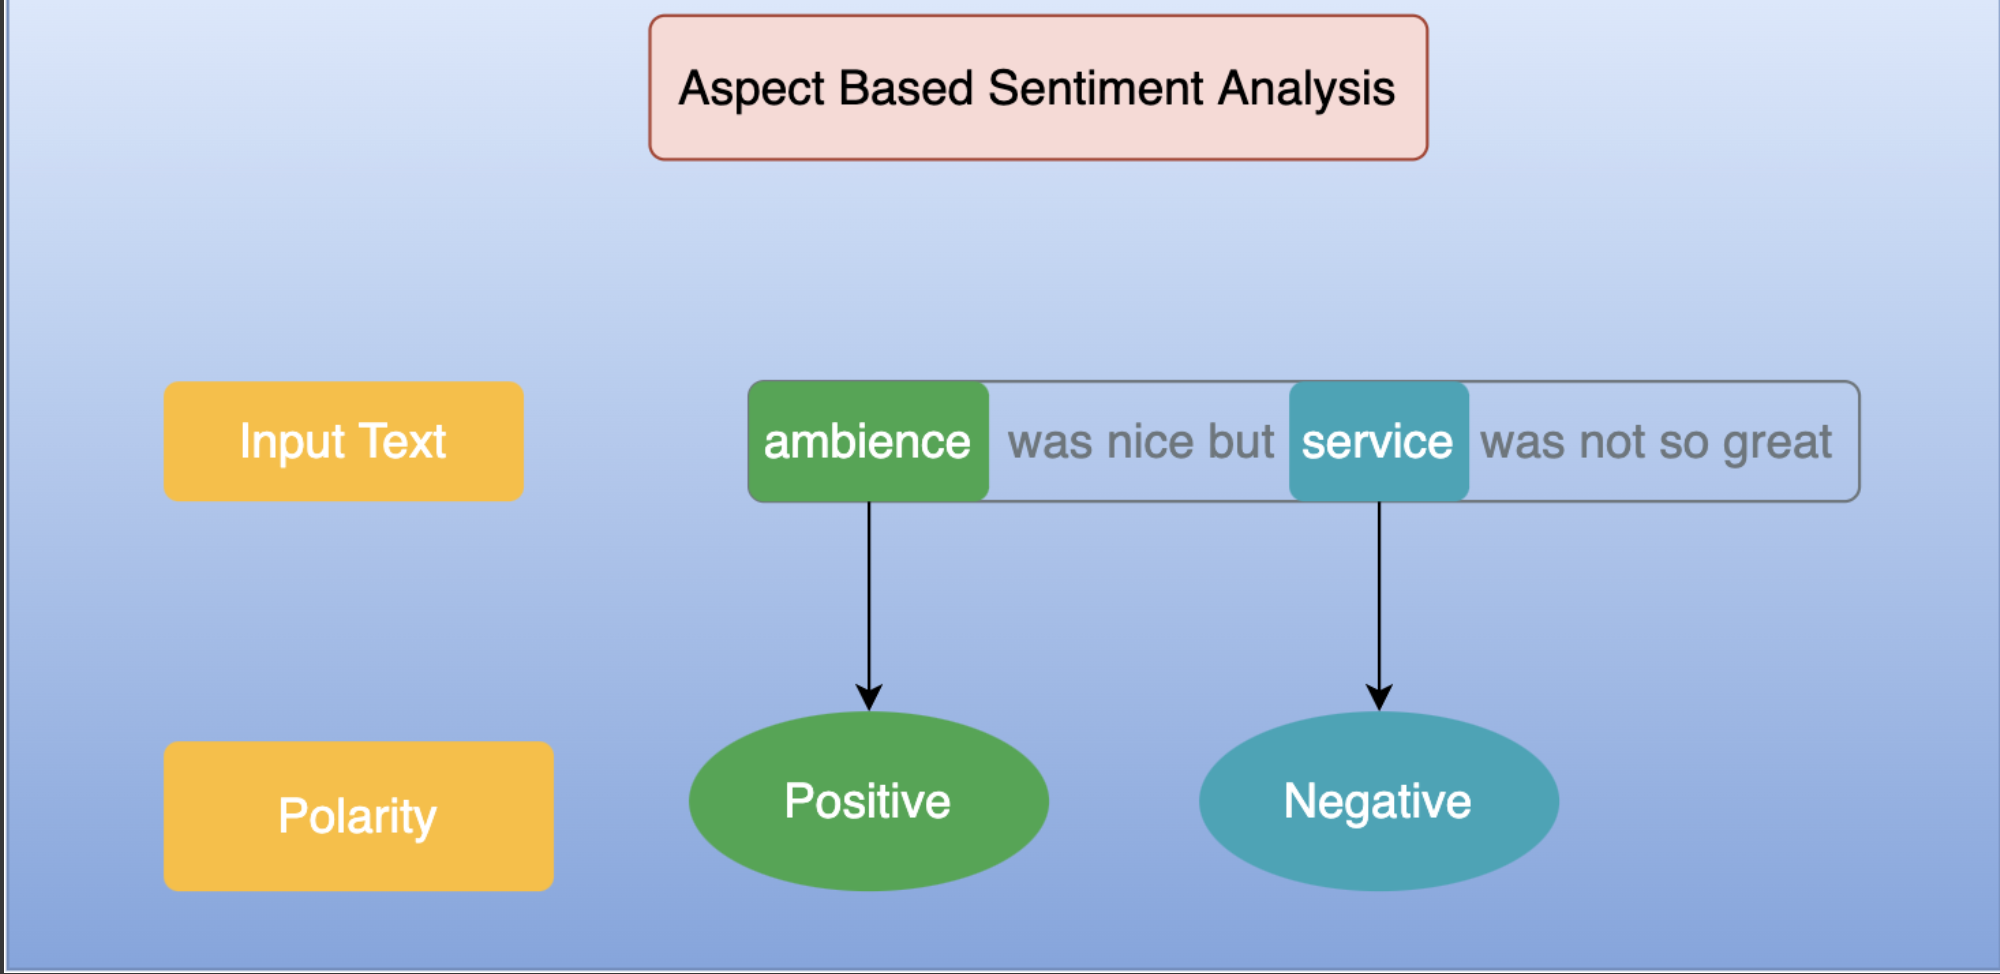 Aspect Based Sentiment Analysis
Input Text
ambience was nice but service was not so great
Polarity
Positive
Negative